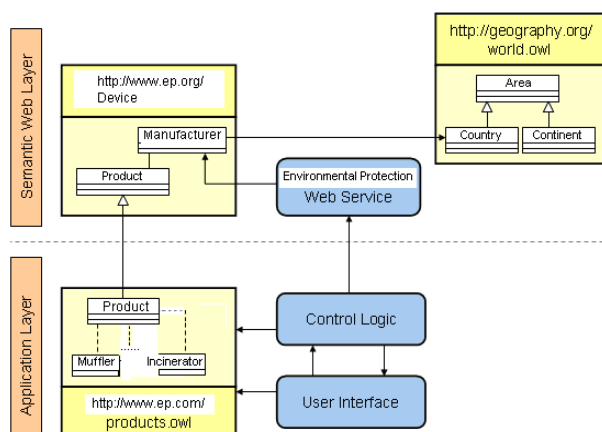 Semantic Web Layer
http://www.ep.org/
Device
Manufacturer
Product
http://geography.org/
world.owl
Area
Country
Continent
Environmental Protection
Web Service
Application Layer
Product
Muffler
Incinerator
http://www.ep.com/
products.owl
Control Logic
User Interface